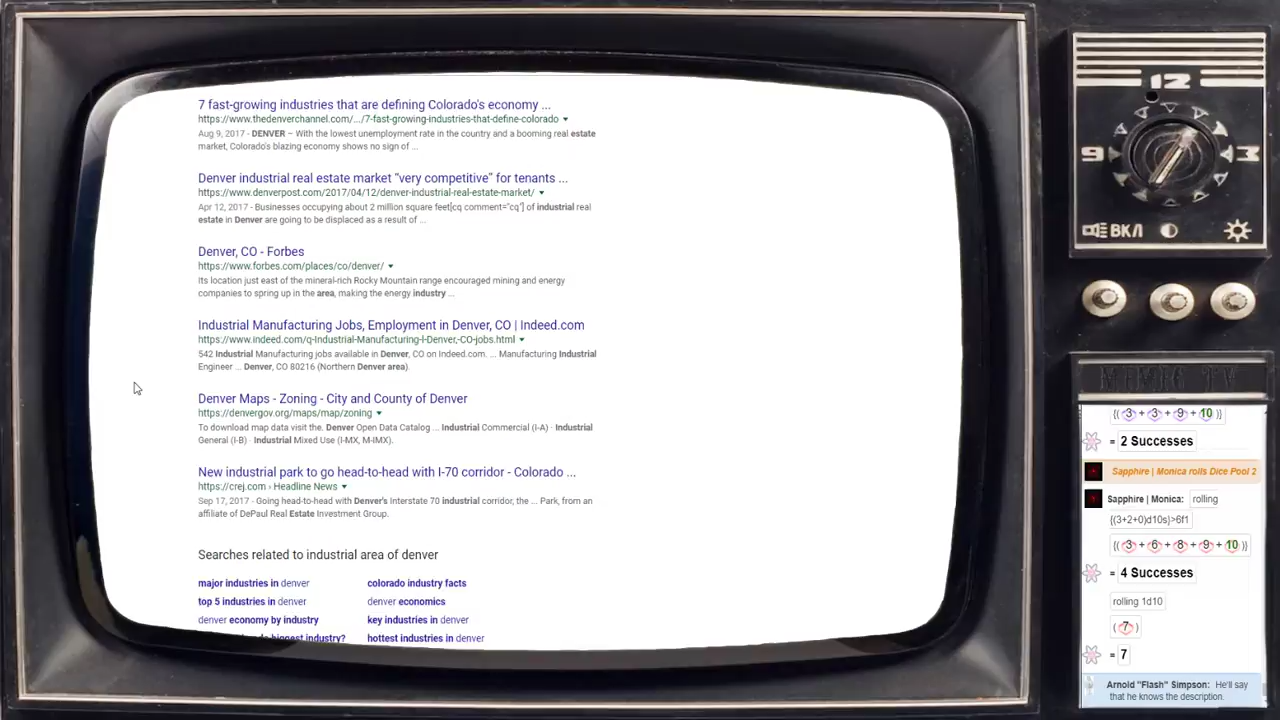 7 fast-growing industries that are defining Colorado's economy ...
https://www.thedenverchannel.com/.../7-fast-growing-industries-that-define-colorado
Aug 9, 2017 - DENVER – With the lowest unemployment rate in the country and a booming real estate
market, Colorado's blazing economy shows no sign of ...
Denver industrial real estate market “very competitive” for tenants ...
https://www.denverpost.com/2017/04/12/denver-industrial-real-estate-market/
Apr 12, 2017 - Businesses occupying about 2 million square feet[cq comment="cq"] of industrial real
estate in Denver are going to be displaced as a result of ...
Denver, CO - Forbes
https://www.forbes.com/places/co/denver/
Its location just east of the mineral-rich Rocky Mountain range encouraged mining and energy
companies to spring up in the area, making the energy industry ...
Industrial Manufacturing Jobs, Employment in Denver, CO | Indeed.com
https://www.indeed.com/q-Industrial-Manufacturing-l-Denver,-CO-jobs.html
542 Industrial Manufacturing jobs available in Denver, CO on Indeed.com. ... Manufacturing Industrial
Engineer ... Denver, CO 80216 (Northern Denver area).
Denver Maps - Zoning - City and County of Denver
https://denvergov.org/maps/map/zoning
To download map data visit the. Denver Open Data Catalog ... Industrial Commercial (I-A) · Industrial
General (I-B) · Industrial Mixed Use (I-MX, M-IMX).
New industrial park to go head-to-head with I-70 corridor - Colorado ...
https://crej.com › Headline News
Sep 17, 2017 - Going head-to-head with Denver's Interstate 70 industrial corridor, the ... Park, from an
affiliate of DePaul Real Estate Investment Group.
Searches related to industrial area of denver
major industries in denver
colorado industry facts
top 5 industries in denver
denver economics
denver economy by industry
key industries in denver
biggest industry?
hottest industries in denver
12
9
3
ВКЛ
{(3+3+9+10)}
= 2 Successes
Sapphire | Monica rolls Dice Pool 2
Sapphire | Monica: rolling
{(3+2+0)d10s}>6f1
{(3+6+8+9+10)}
= 4 Successes
rolling 1d10
(7)
= 7
Arnold "Flash" Simpson: He'll say
that he knows the description.